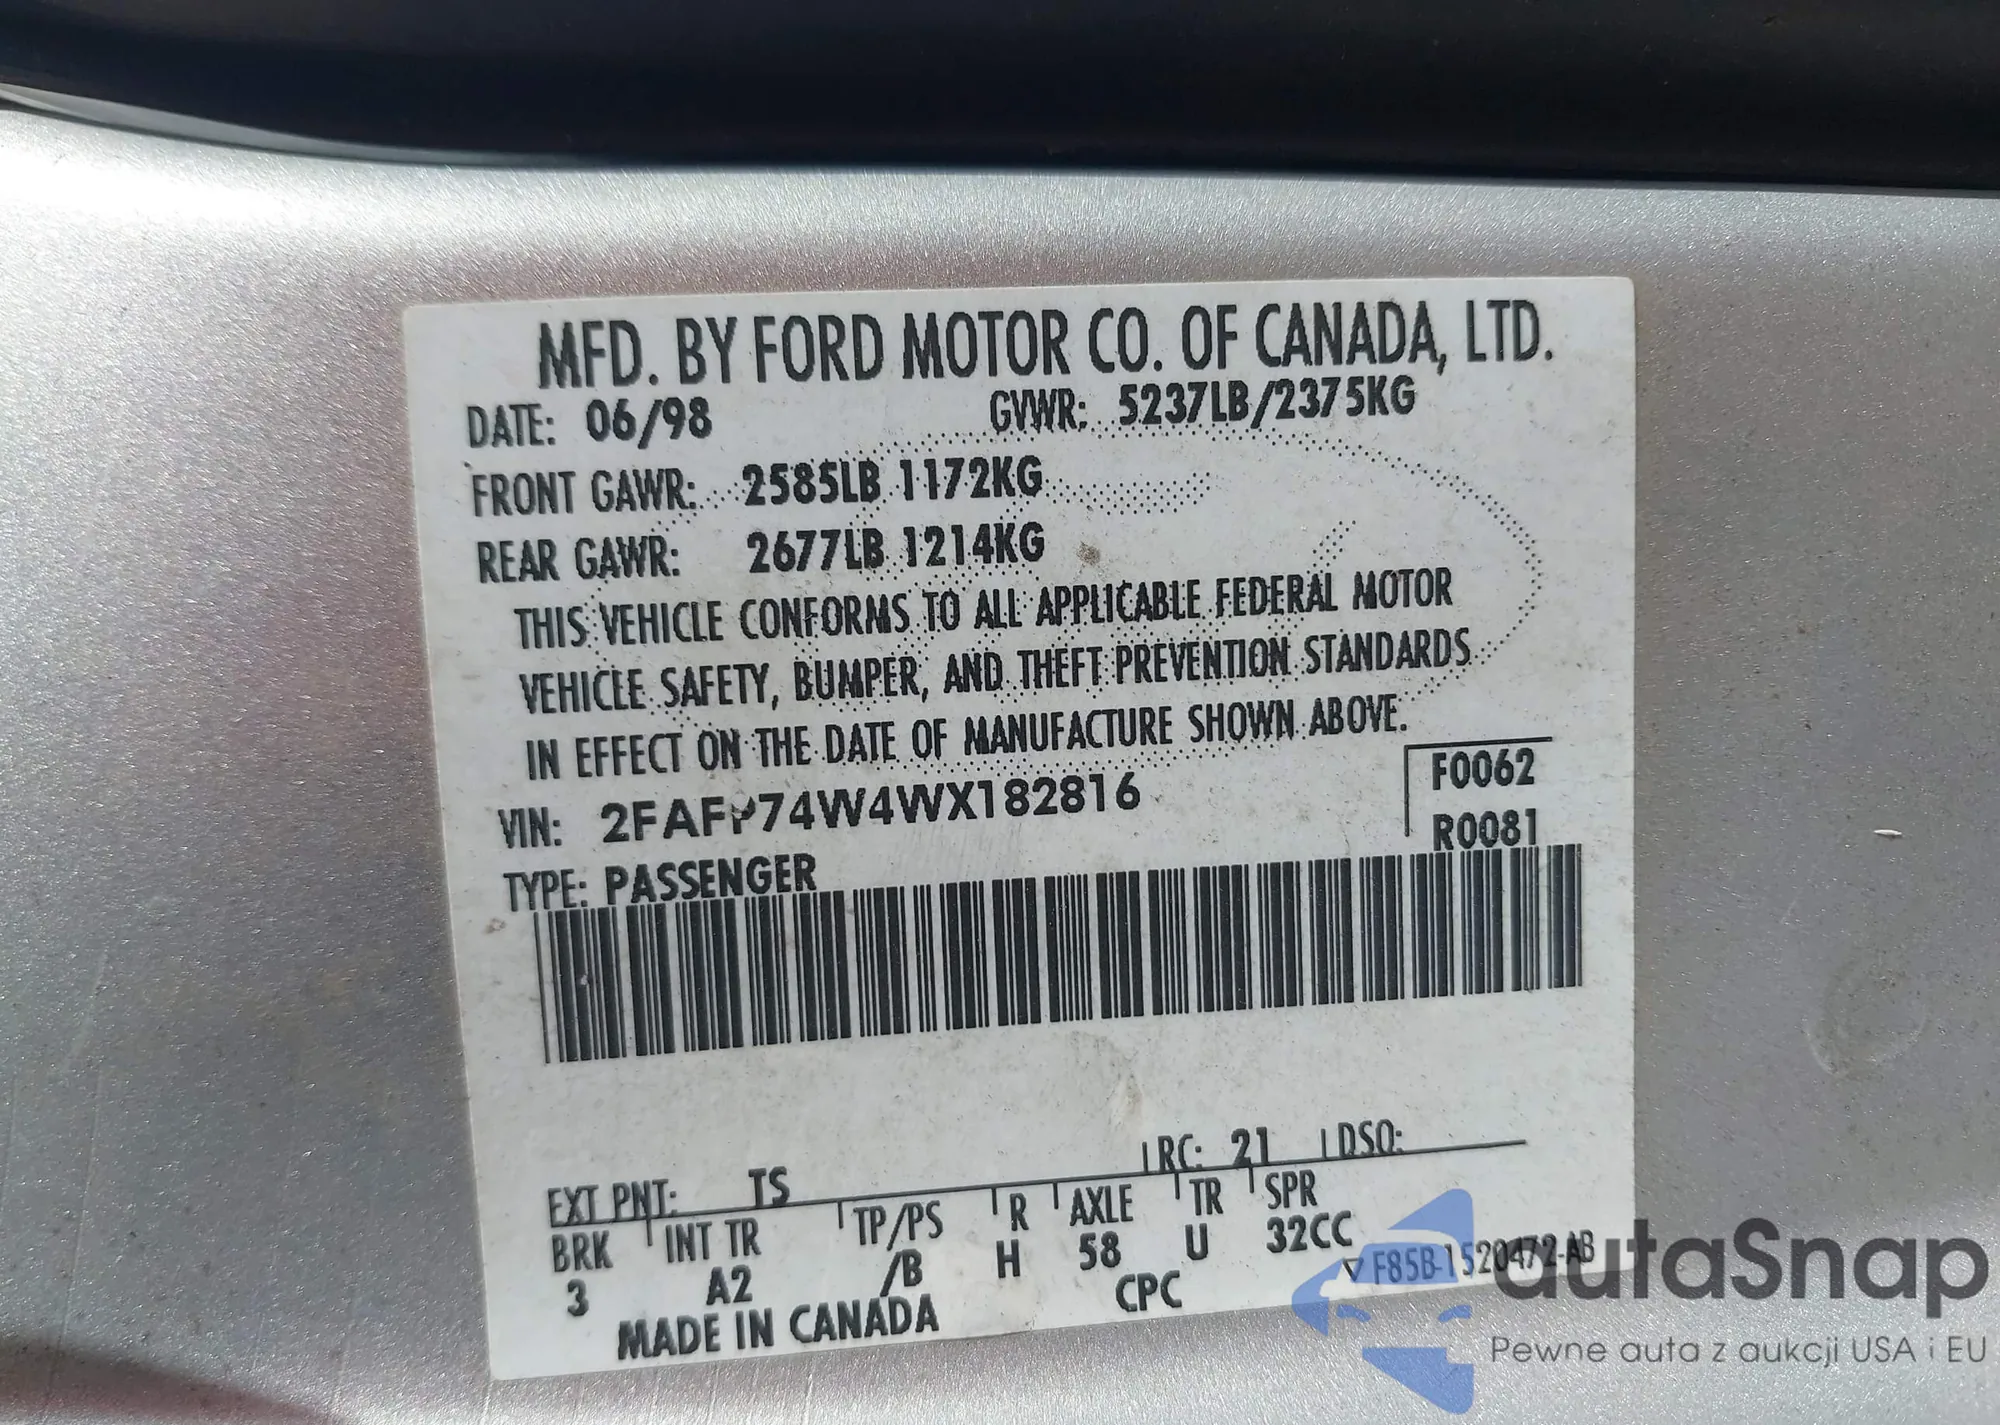 MFD. BY FORD MOTOR CO. OF CANADA, LTD.
DATE: 06/98 GVWR: 5237LB/2375KG
FRONT GAWR: 2585LB 1172KG
REAR GAWR: 2677LB 1214KG
THIS VEHICLE CONFORMS TO ALL APPLICABLE FEDERAL MOTOR
VEHICLE SAFETY, BUMPER, AND THEFT PREVENTION STANDARDS
IN EFFECT ON THE DATE OF MANUFACTURE SHOWN ABOVE.
F0062
VIN: 2FAFP74W4WX182816
R0081
TYPE: PASSENGER
RC: 21 DSO:
EXT PNT: TS
BRK INT TR TP/PS R AXLE TR SPR
3 A2 /B H 58 U 32CC
F85B-1520472-AB
MADE IN CANADA CPC
autaSnap
Pewne auta z aukcji USA i EU